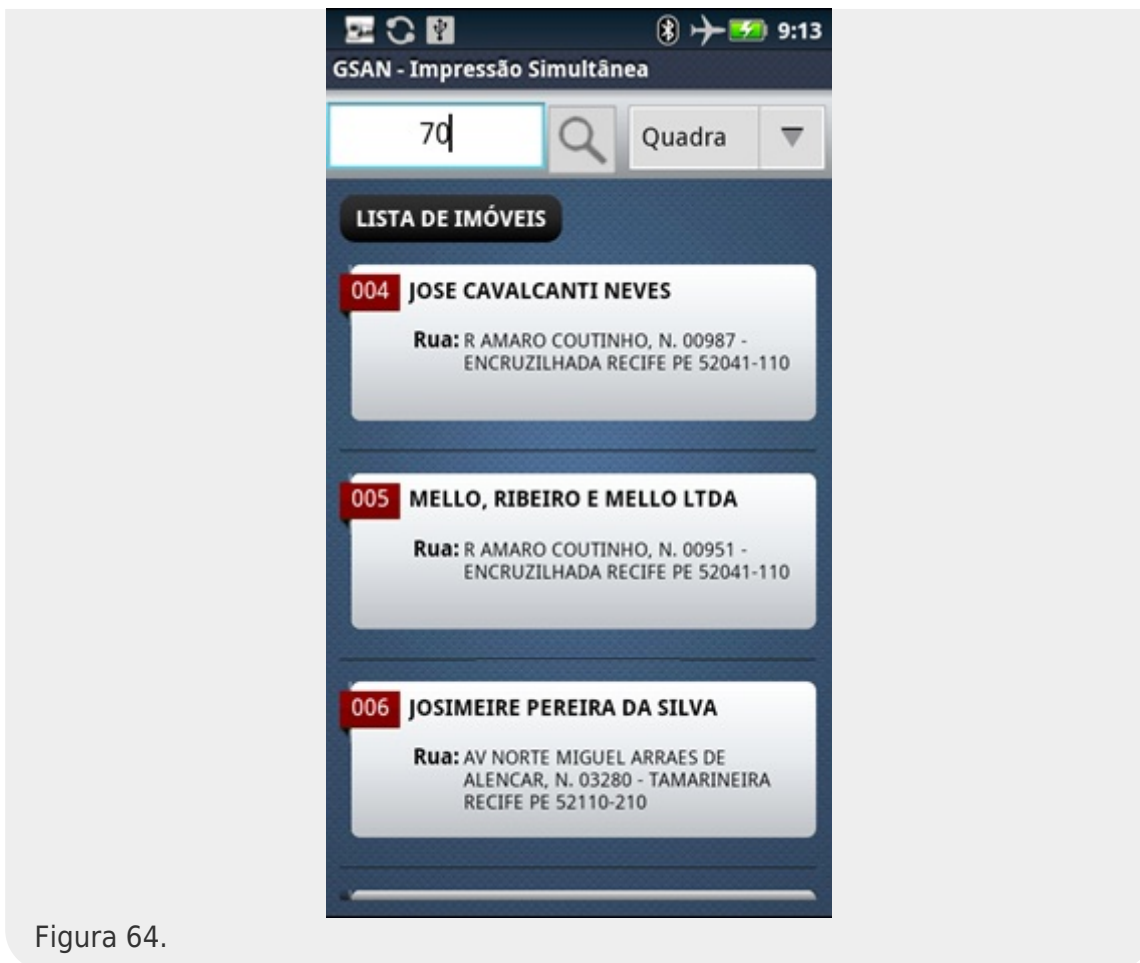 9:13
GSAN - Impressão Simultânea
70
Quadra
LISTA DE IMÓVEIS
004 JOSE CAVALCANTI NEVES
Rua: R AMARO COUTINHO, N. 00987 -
ENCRUZILHADA RECIFE PE 52041-110
005 MELLO, RIBEIRO E MELLO LTDA
Rua: R AMARO COUTINHO, N. 00951 -
ENCRUZILHADA RECIFE PE 52041-110
006 JOSIMEIRE PEREIRA DA SILVA
Rua: AV NORTE MIGUEL ARRAES DE
ALENCAR, N. 03280 - TAMARINEIRA
RECIFE PE 52110-210
Figura 64.